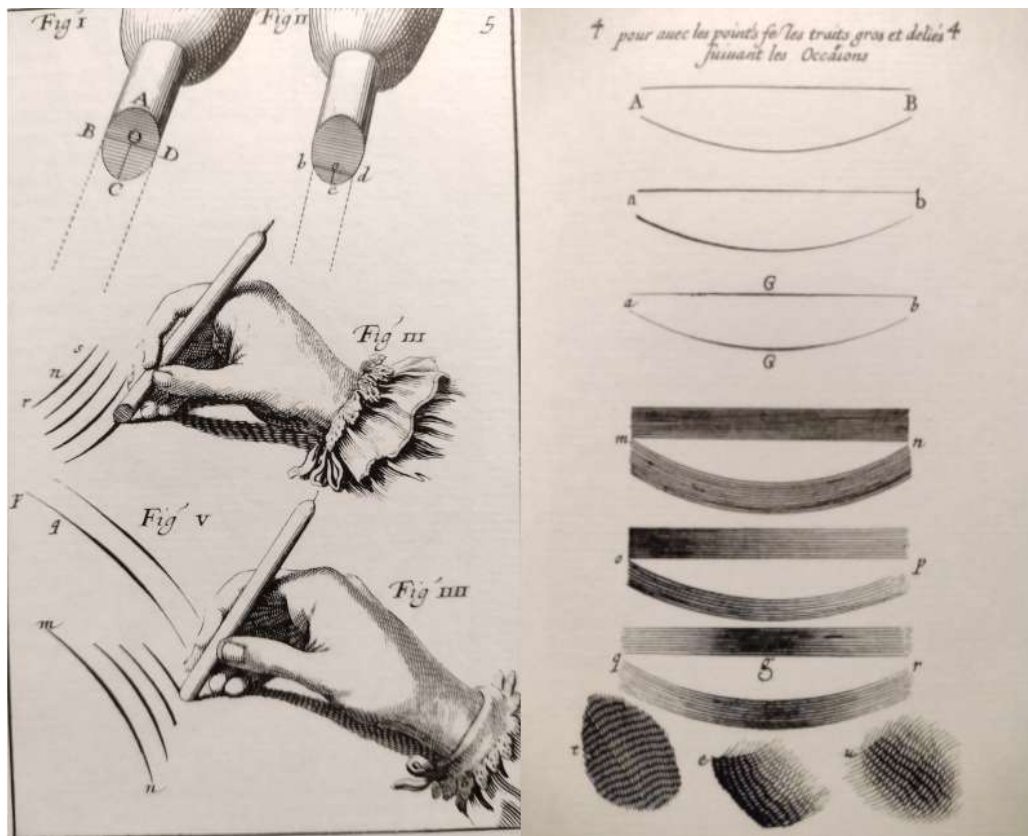 Fig I
Fig II
5
A
B
O
D
C
b
e
d
c
Fig III
s
n
r
p
q
Fig V
Fig IIII
m
n
4 pour avec les points fe les traits gros et deliés 4
suivant les Occasions
A B
a b
G
a b
G
m n
o p
g
q r
t
e
u